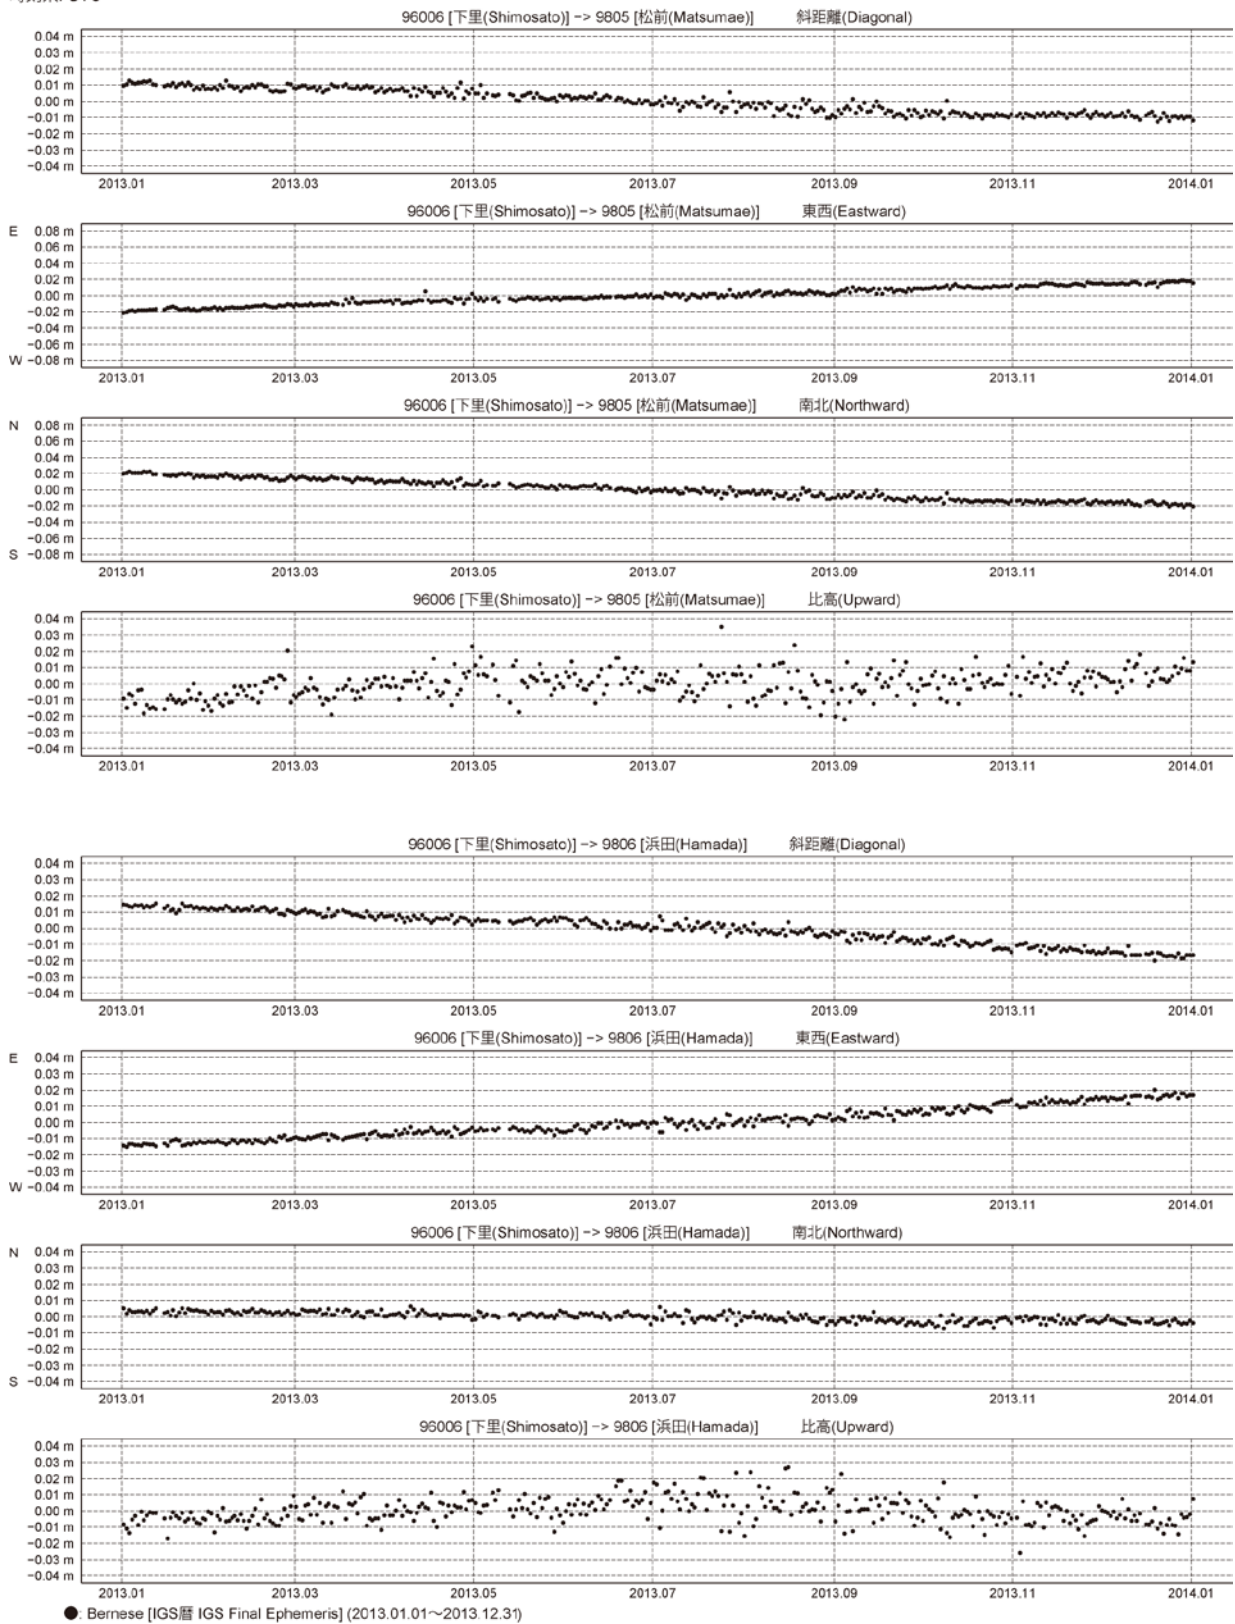 96006 [下里(Shimosato)] −> 9805 [松前(Matsumae)] 斜距離(Diagonal)
0.04 m
0.03 m
0.02 m
0.01 m
0.00 m
−0.01 m
−0.02 m
−0.03 m
−0.04 m
2013.01 2013.03 2013.05 2013.07 2013.09 2013.11 2014.01
96006 [下里(Shimosato)] −> 9805 [松前(Matsumae)] 東西(Eastward)
E 0.08 m
0.06 m
0.04 m
0.02 m
0.00 m
−0.02 m
−0.04 m
−0.06 m
W −0.08 m
2013.01 2013.03 2013.05 2013.07 2013.09 2013.11 2014.01
96006 [下里(Shimosato)] −> 9805 [松前(Matsumae)] 南北(Northward)
N 0.08 m
0.06 m
0.04 m
0.02 m
0.00 m
−0.02 m
−0.04 m
−0.06 m
S −0.08 m
2013.01 2013.03 2013.05 2013.07 2013.09 2013.11 2014.01
96006 [下里(Shimosato)] −> 9805 [松前(Matsumae)] 比高(Upward)
0.04 m
0.03 m
0.02 m
0.01 m
0.00 m
−0.01 m
−0.02 m
−0.03 m
−0.04 m
2013.01 2013.03 2013.05 2013.07 2013.09 2013.11 2014.01
96006 [下里(Shimosato)] −> 9806 [浜田(Hamada)] 斜距離(Diagonal)
0.04 m
0.03 m
0.02 m
0.01 m
0.00 m
−0.01 m
−0.02 m
−0.03 m
−0.04 m
2013.01 2013.03 2013.05 2013.07 2013.09 2013.11 2014.01
96006 [下里(Shimosato)] −> 9806 [浜田(Hamada)] 東西(Eastward)
E 0.04 m
0.03 m
0.02 m
0.01 m
0.00 m
−0.01 m
−0.02 m
−0.03 m
W −0.04 m
2013.01 2013.03 2013.05 2013.07 2013.09 2013.11 2014.01
96006 [下里(Shimosato)] −> 9806 [浜田(Hamada)] 南北(Northward)
N 0.04 m
0.03 m
0.02 m
0.01 m
0.00 m
−0.01 m
−0.02 m
−0.03 m
S −0.04 m
2013.01 2013.03 2013.05 2013.07 2013.09 2013.11 2014.01
96006 [下里(Shimosato)] −> 9806 [浜田(Hamada)] 比高(Upward)
0.04 m
0.03 m
0.02 m
0.01 m
0.00 m
−0.01 m
−0.02 m
−0.03 m
−0.04 m
2013.01 2013.03 2013.05 2013.07 2013.09 2013.11 2014.01
●: Bernese [IGS暦 IGS Final Ephemeris] (2013.01.01～2013.12.31)